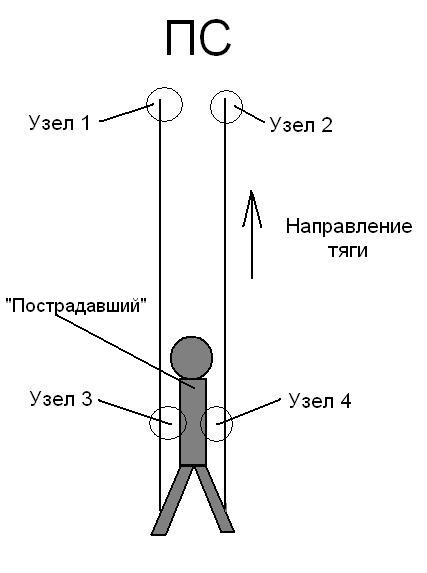 ПС
Узел 1
Узел 2
Направление
тяги
"Пострадавший"
Узел 3
Узел 4